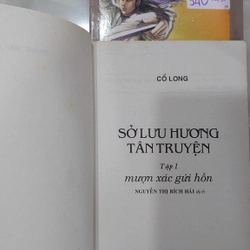 CỔ LONG
SỞ LƯU HƯƠNG
TÂN TRUYỆN
Tập 1
mượn xác gửi hồn
NGUYỄN THỊ BÍCH HẢI dịch